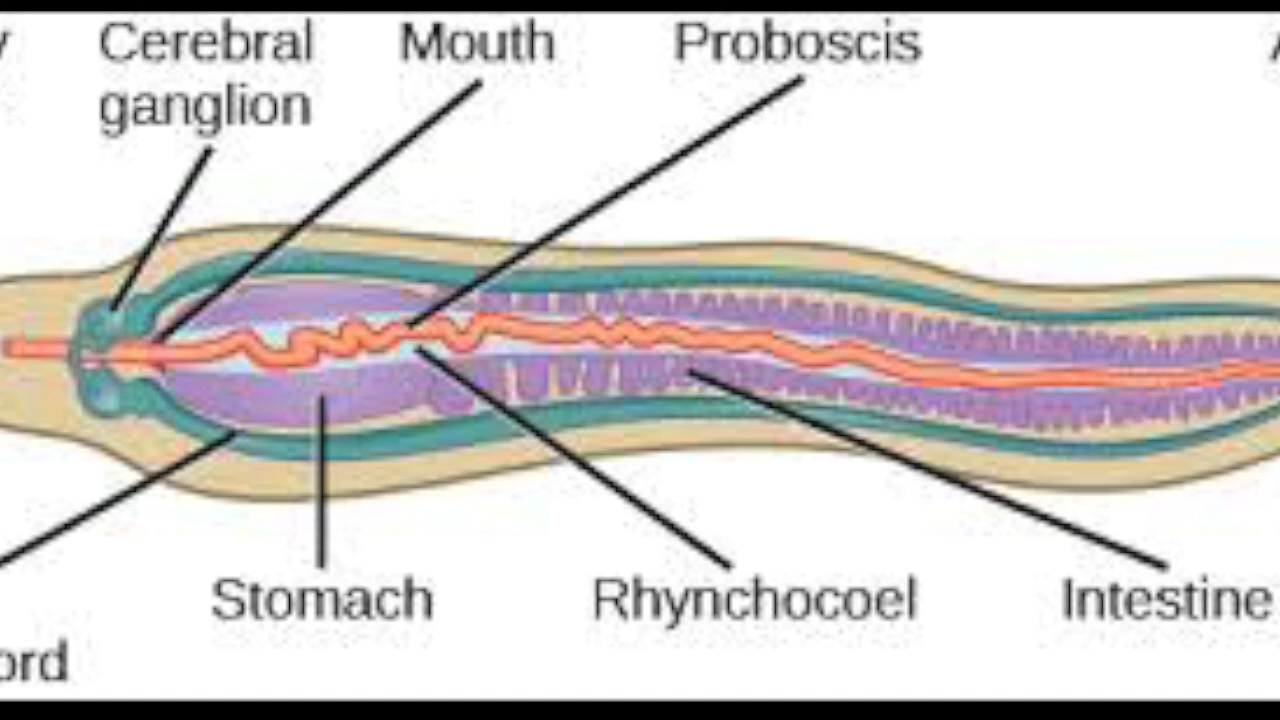 Cerebral
ganglion
Mouth
Proboscis
Stomach
Rhynchocoel
Intestine
ord